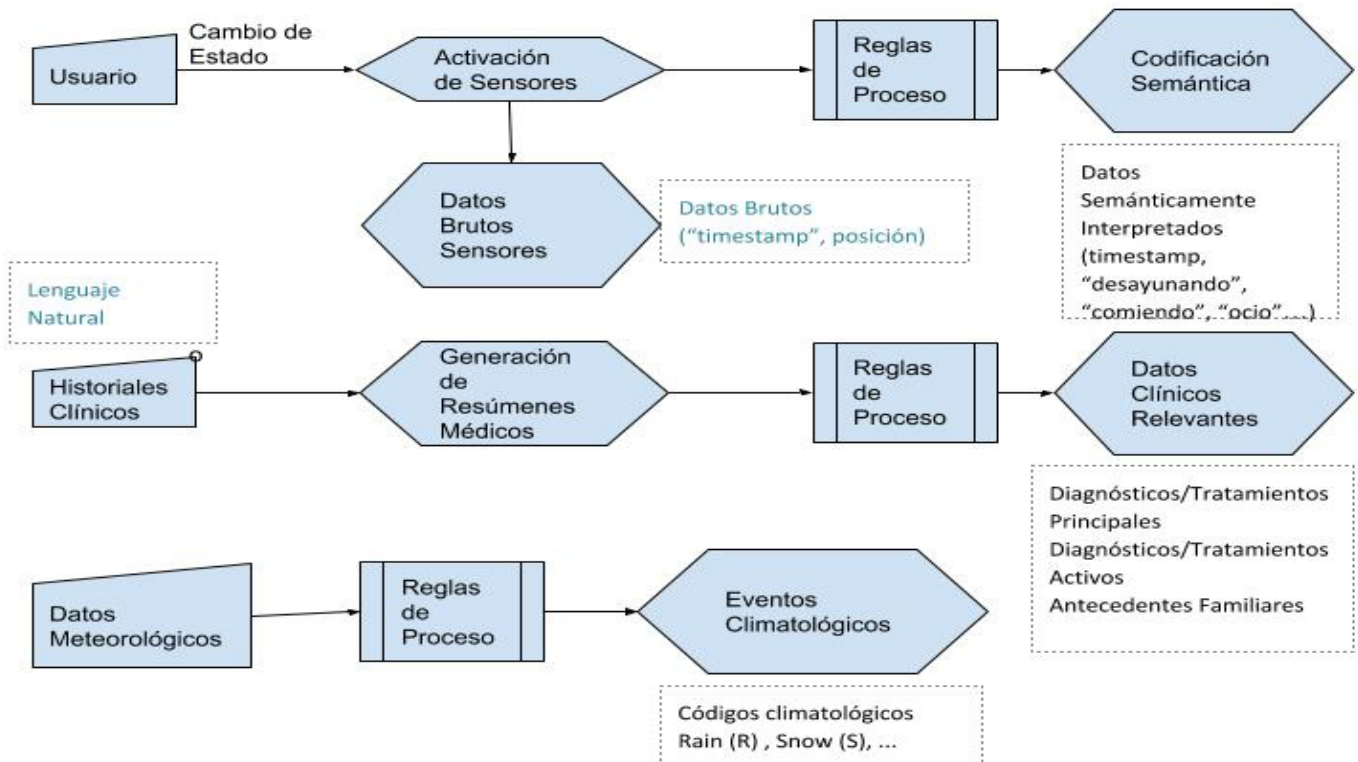 Usuario
Cambio de
Estado
Activación
de Sensores
Reglas
de
Proceso
Codificación
Semántica
Datos
Brutos
Sensores
Datos Brutos
(“timestamp”, posición)
Datos
Semánticamente
Interpretados
(timestamp,
“desayunando”,
“comiendo”, “ocio”...)
Lenguaje
Natural
Historiales
Clínicos
Generación
de
Resúmenes
Médicos
Reglas
de
Proceso
Datos
Clínicos
Relevantes
Diagnósticos/Tratamientos
Principales
Diagnósticos/Tratamientos
Activos
Antecedentes Familiares
Datos
Meteorológicos
Reglas
de
Proceso
Eventos
Climatológicos
Códigos climatológicos
Rain (R) , Snow (S), ...